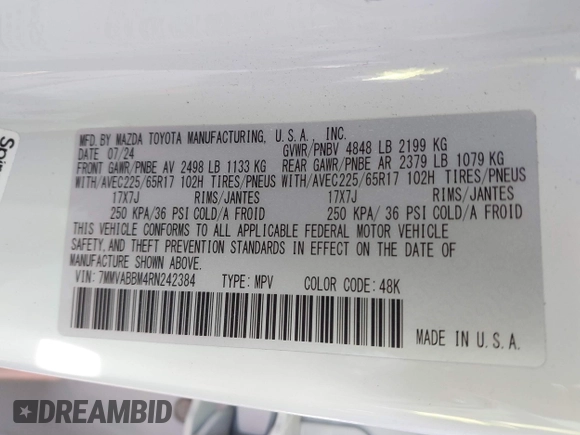 MFD.BY MAZDA TOYOTA MANUFACTURING, U.S.A., INC.
DATE 07/24 GVWR/PNBV 4848 LB 2199 KG
FRONT GAWR/PNBE AV 2498 LB 1133 KG REAR GAWR/PNBE AR 2379 LB 1079 KG
WITH/AVEC225/65R17 102H TIRES/PNEUS WITH/AVEC225/65R17 102H TIRES/PNEUS
17X7J RIMS/JANTES 17X7J RIMS/JANTES
250 KPA/ 36 PSI COLD/A FROID 250 KPA/ 36 PSI COLD/A FROID
THIS VEHICLE CONFORMS TO ALL APPLICABLE FEDERAL MOTOR VEHICLE
SAFETY, AND THEFT PREVENTION STANDARDS IN EFFECT ON THE DATE OF
MANUFACTURE SHOWN ABOVE.
VIN: 7MMVABBM4RN242384 TYPE: MPV COLOR CODE: 48K
MADE IN U.S.A.
DREAMBID